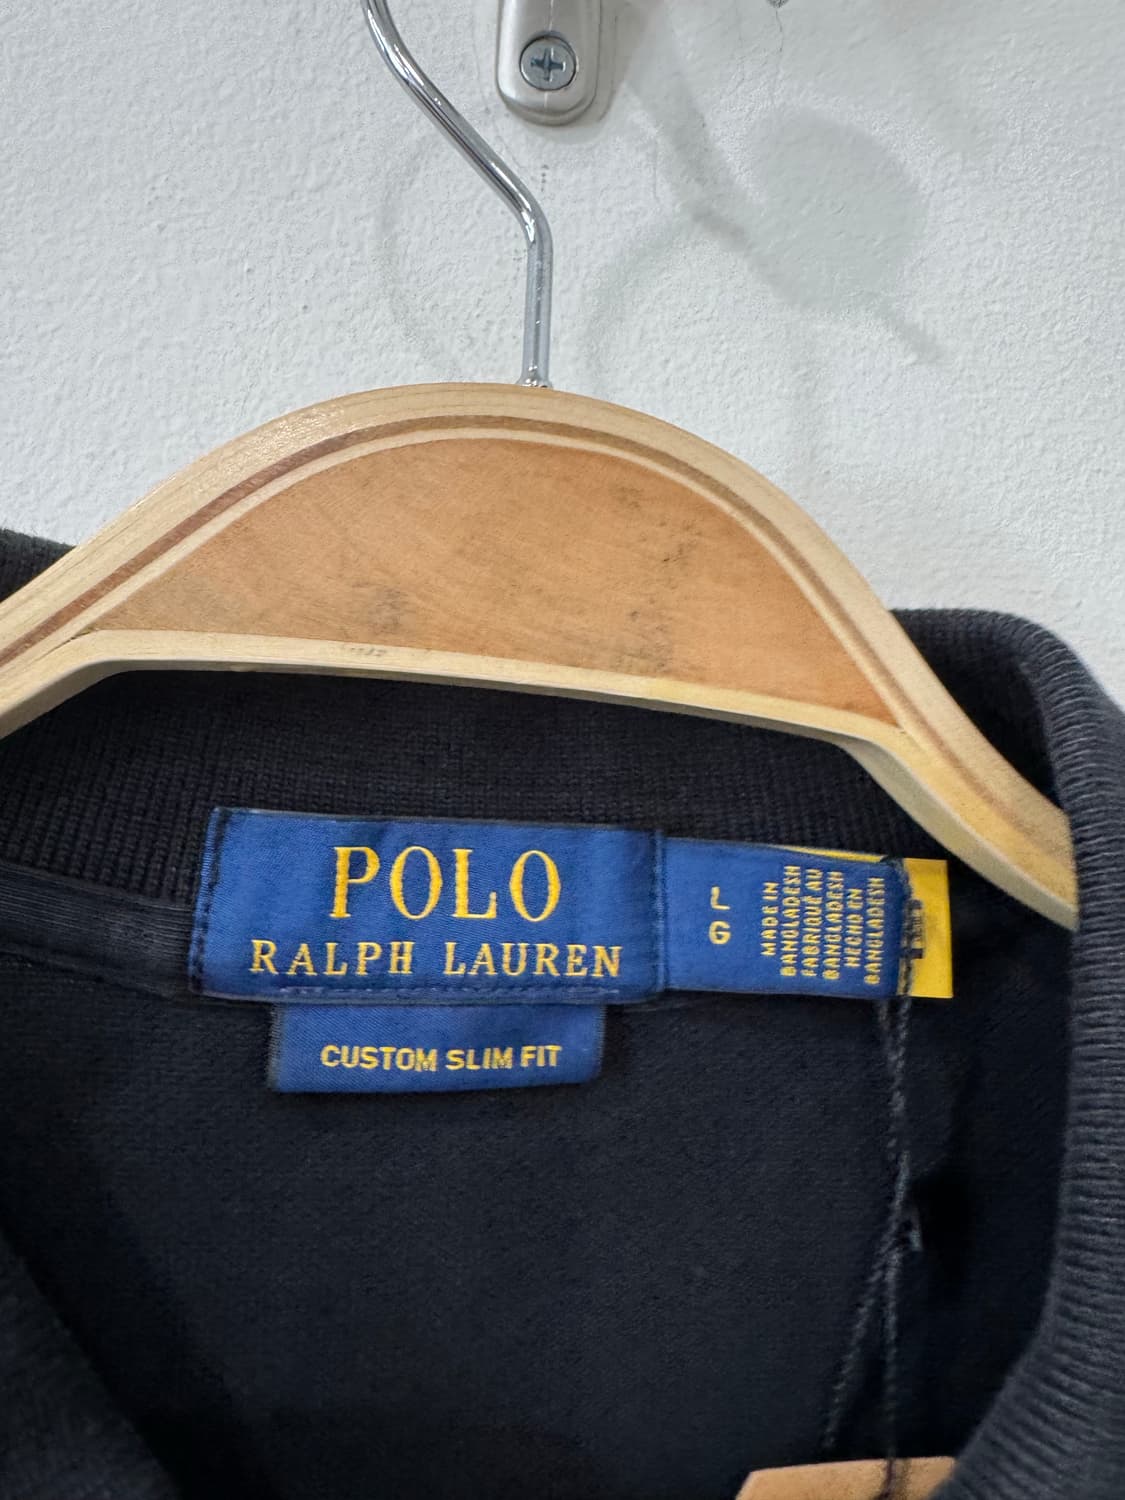 POLO
RALPH LAUREN
CUSTOM SLIM FIT
L
G
MADE IN
BANGLADESH
FABRIQUÉ AU
BANGLADESH
HECHO EN
BANGLADESH